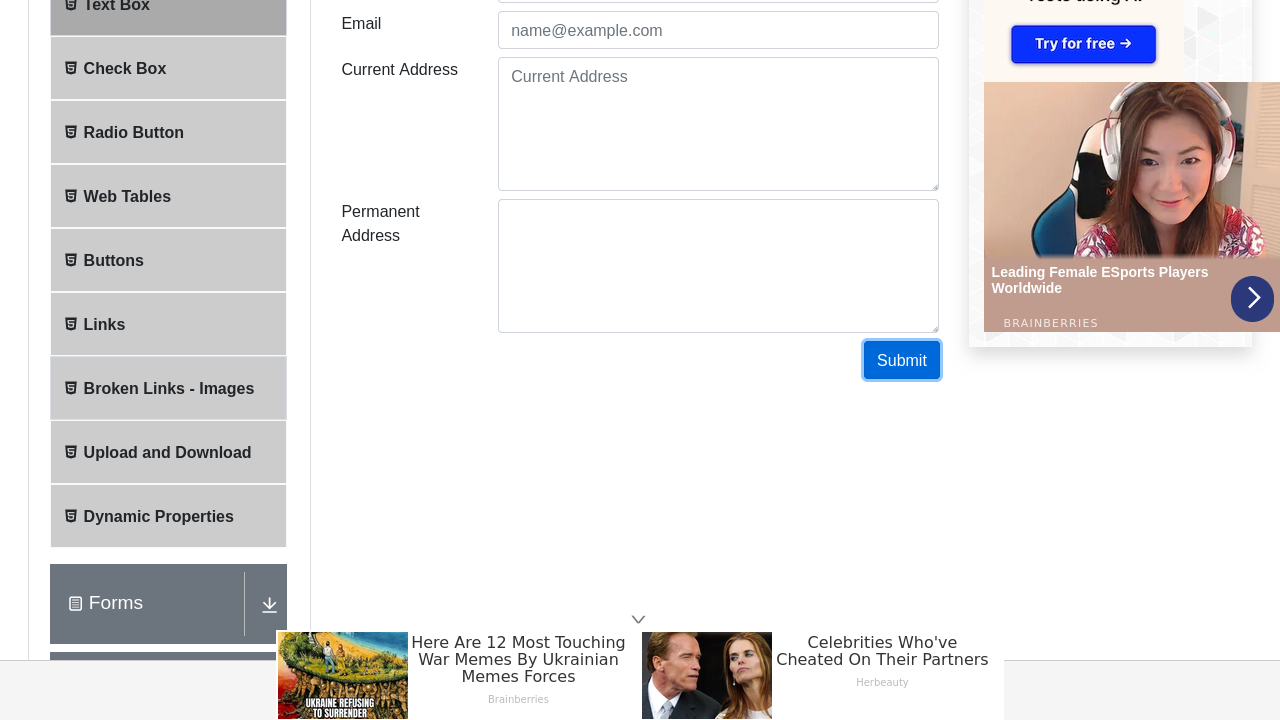 Text Box
Check Box
Radio Button
Web Tables
Buttons
Links
Broken Links - Images
Upload and Download
Dynamic Properties
Forms
Email
name@example.com
Current Address
Current Address
Permanent
Address
Submit
Try for free →
Leading Female ESports Players
Worldwide
BRAINBERRIES
UKRAINE REFUSING
TO SURRENDER
Here Are 12 Most Touching
War Memes By Ukrainian
Memes Forces
Brainberries
Celebrities Who've
Cheated On Their Partners
Herbeauty